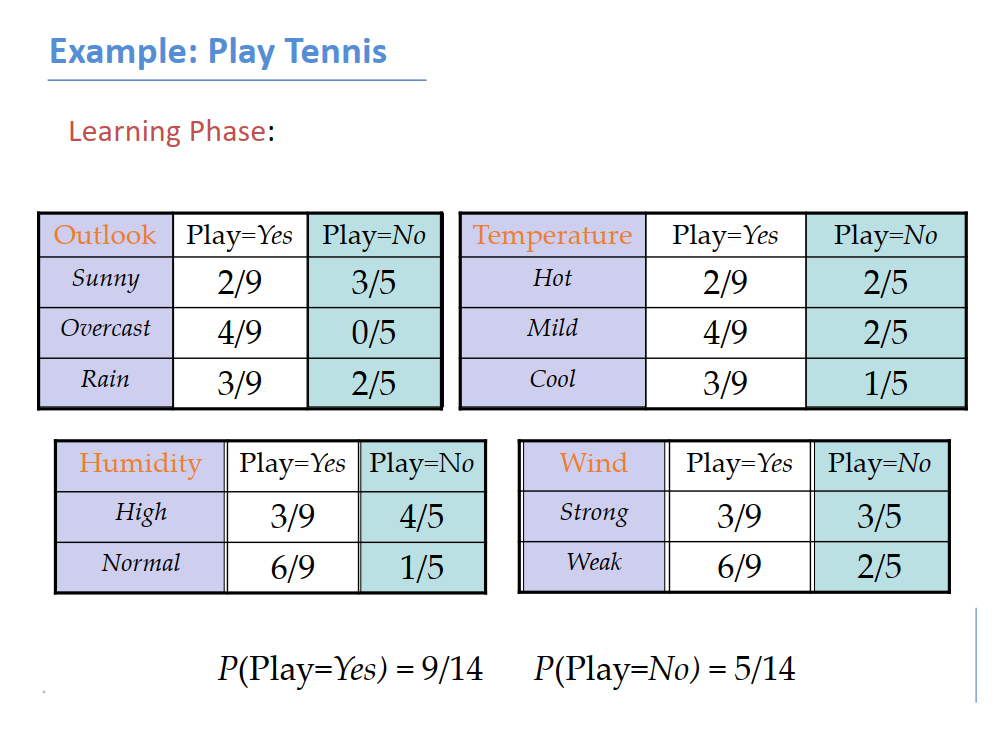 Example: Play Tennis
Learning Phase:
Outlook Play=Yes Play=No
Sunny 2/9 3/5
Overcast 4/9 0/5
Rain 3/9 2/5
Temperature Play=Yes Play=No
Hot 2/9 2/5
Mild 4/9 2/5
Cool 3/9 1/5
Humidity Play=Yes Play=No
High 3/9 4/5
Normal 6/9 1/5
Wind Play=Yes Play=No
Strong 3/9 3/5
Weak 6/9 2/5
P(Play=Yes) = 9/14 P(Play=No) = 5/14